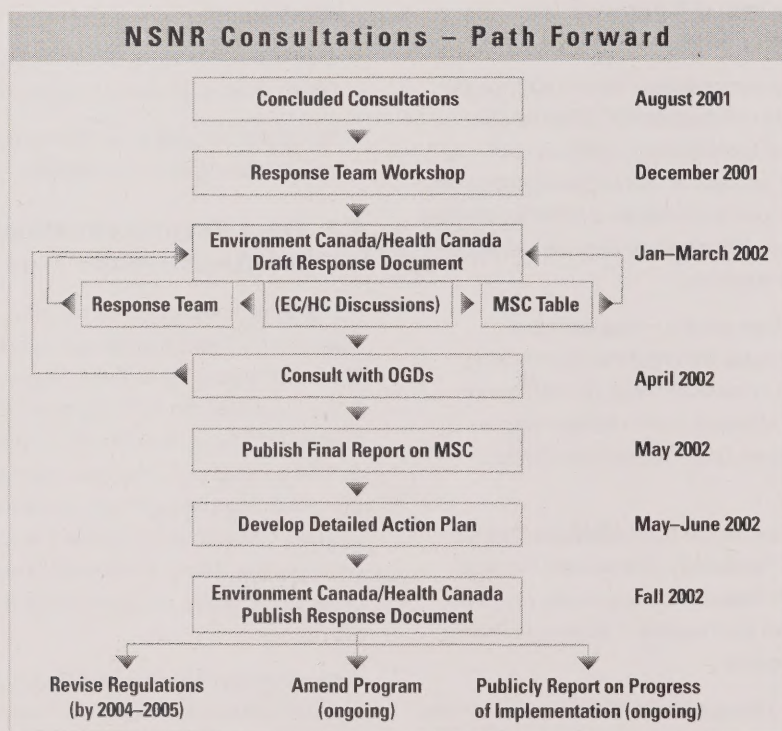 NSNR Consultations – Path Forward
Concluded Consultations
August 2001
Response Team Workshop
December 2001
Environment Canada/Health Canada
Draft Response Document
Jan–March 2002
Response Team
(EC/HC Discussions)
MSC Table
Consult with OGDs
April 2002
Publish Final Report on MSC
May 2002
Develop Detailed Action Plan
May–June 2002
Environment Canada/Health Canada
Publish Response Document
Fall 2002
Revise Regulations
(by 2004–2005)
Amend Program
(ongoing)
Publicly Report on Progress
of Implementation (ongoing)